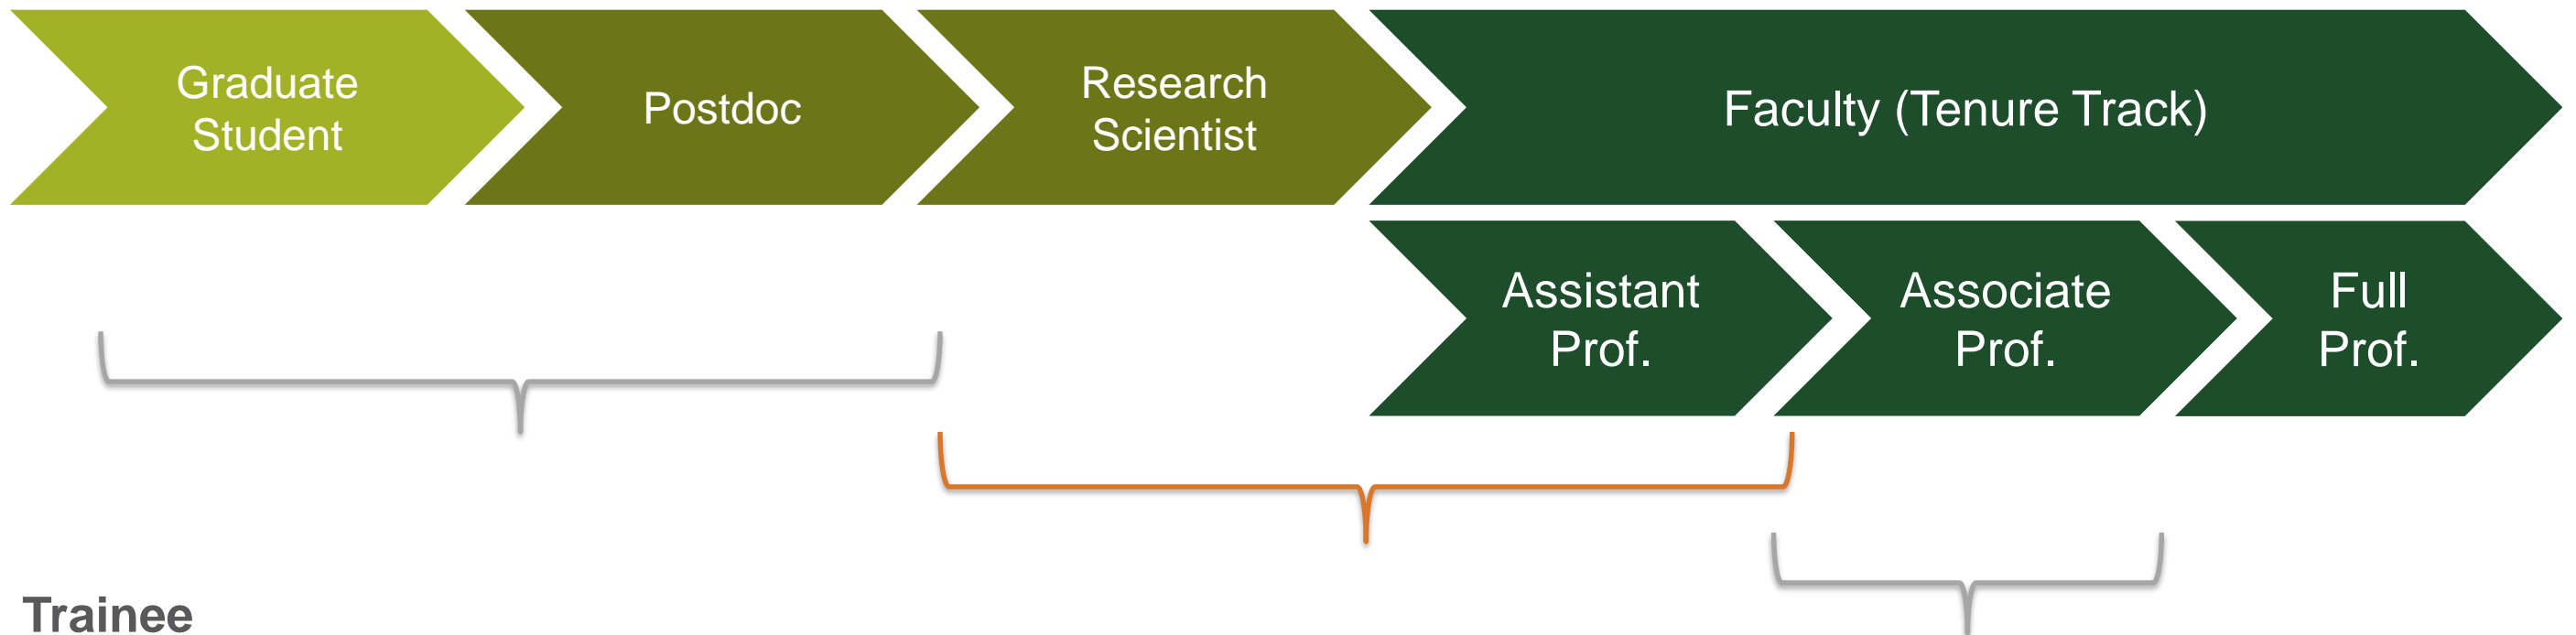 Graduate
Student
Postdoc
Research
Scientist
Faculty (Tenure Track)
Assistant
Prof.
Associate
Prof.
Full
Prof.
Trainee